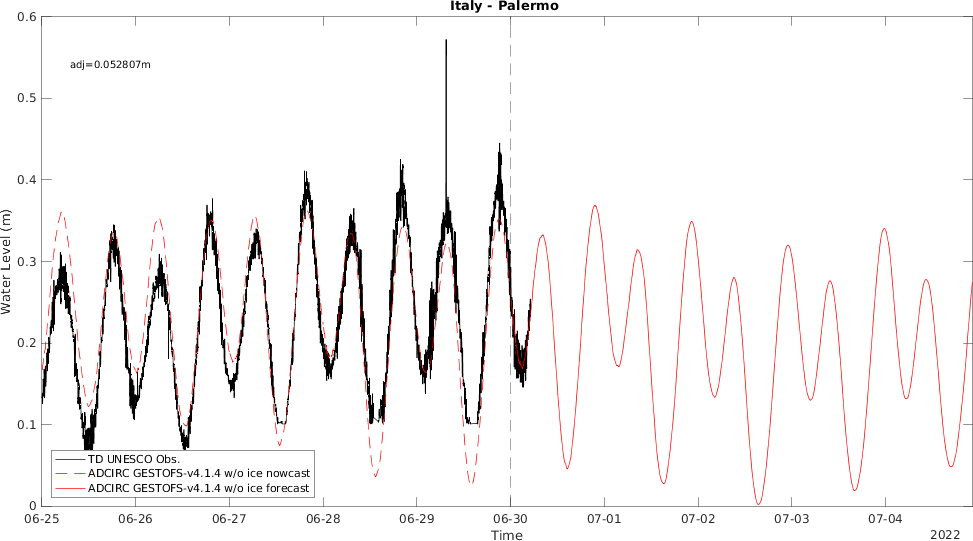 Italy - Palermo
adj=0.052807m
Water Level (m)
0.6
0.5
0.4
0.3
0.2
0.1
0
TD UNESCO Obs.
ADCIRC GESTOFS-v4.1.4 w/o ice nowcast
ADCIRC GESTOFS-v4.1.4 w/o ice forecast
06-25 06-26 06-27 06-28 06-29 06-30 07-01 07-02 07-03 07-04
Time
2022